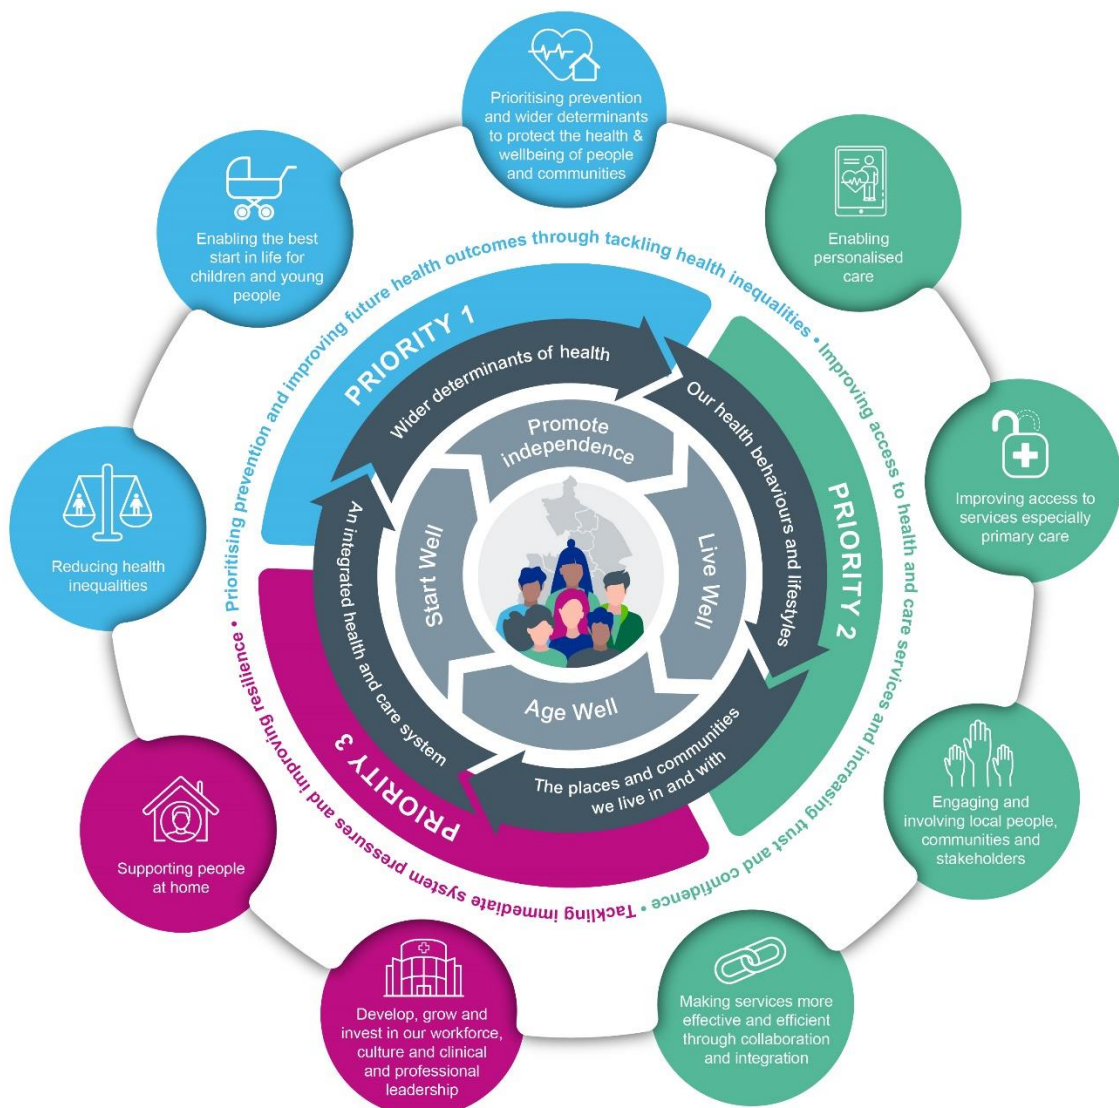 Prioritising prevention
and wider determinants
to protect the health &
wellbeing of people
and communities
Enabling
personalised
care
Improving access to
services especially
primary care
Engaging and
involving local people,
communities and
stakeholders
Making services more
effective and efficient
through collaboration
and integration
Develop, grow and
invest in our workforce,
culture and clinical
and professional
leadership
Supporting people
at home
Reducing health
inequalities
Enabling the best
start in life for
children and young
people
Prioritising prevention and improving future health outcomes through tackling health inequalities •
Improving access to health and care services and increasing trust and confidence •
Tackling immediate system pressures and improving resilience •
PRIORITY 1
PRIORITY 2
PRIORITY 3
Wider determinants of health
Our health behaviours and lifestyles
The places and communities
we live in and with
An integrated health and care system
Promote
independence
Live Well
Age Well
Start Well